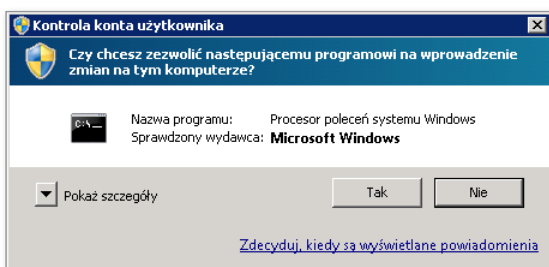 Kontrola konta użytkownika
Czy chcesz zezwolić następującemu programowi na wprowadzenie
zmian na tym komputerze?
C:\_
Nazwa programu: Procesor poleceń systemu Windows
Sprawdzony wydawca: Microsoft Windows
Pokaż szczegóły Tak Nie
Zdecyduj, kiedy są wyświetlane powiadomienia